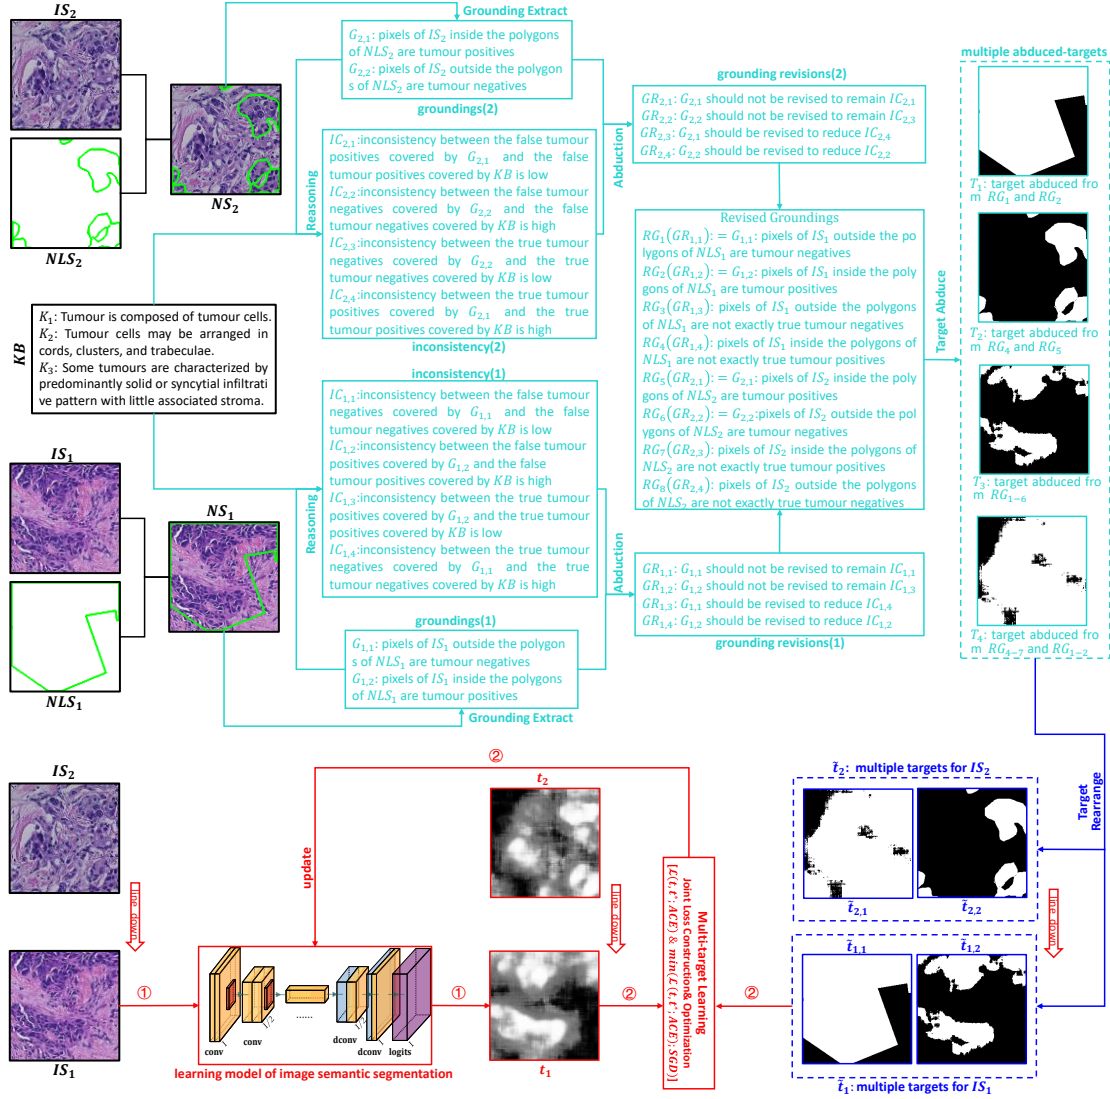 IS₂
NLS₂
NS₂
Grounding Extract
G₂,₁: pixels of IS₂ inside the polygons
of NLS₂ are tumour positives
G₂,₂: pixels of IS₂ outside the polygon
s of NLS₂ are tumour negatives
groundings(2)
Reasoning
IC₂,₁:inconsistency between the false tumour
positives covered by G₂,₁ and the false
tumour positives covered by KB is low
IC₂,₂:inconsistency between the false tumour
negatives covered by G₂,₂ and the false
tumour negatives covered by KB is high
IC₂,₃:inconsistency between the true tumour
negatives covered by G₂,₂ and the true
tumour negatives covered by KB is low
IC₂,₄:inconsistency between the true tumour
positives covered by G₂,₁ and the true
tumour positives covered by KB is high
inconsistency(2)
Abduction
grounding revisions(2)
GR₂,₁: G₂,₁ should not be revised to remain IC₂,₁
GR₂,₂: G₂,₂ should not be revised to remain IC₂,₃
GR₂,₃: G₂,₁ should be revised to reduce IC₂,₄
GR₂,₄: G₂,₂ should be revised to reduce IC₂,₂
KB
K₁: Tumour is composed of tumour cells.
K₂: Tumour cells may be arranged in
cords, clusters, and trabeculae.
K₃: Some tumours are characterized by
predominantly solid or syncytial infiltrat
ive pattern with little associated stroma.
Revised Groundings
RG₁(GR₁,₁): = G₁,₁: pixels of IS₁ outside the po
lygons of NLS₁ are tumour negatives
RG₂(GR₁,₂): = G₁,₂: pixels of IS₁ inside the poly
gons of NLS₁ are tumour positives
RG₃(GR₁,₃): pixels of IS₁ outside the polygons
of NLS₁ are not exactly true tumour negatives
RG₄(GR₁,₄): pixels of IS₁ inside the polygons of
NLS₁ are not exactly true tumour positives
RG₅(GR₂,₁): = G₂,₁: pixels of IS₂ inside the poly
gons of NLS₂ are tumour positives
RG₆(GR₂,₂): = G₂,₂:pixels of IS₂ outside the pol
ygons of NLS₂ are tumour negatives
RG₇(GR₂,₃): pixels of IS₂ inside the polygons of
NLS₂ are not exactly true tumour positives
RG₈(GR₂,₄): pixels of IS₂ outside the polygons
of NLS₂ are not exactly true tumour negatives
Target Abduce
multiple abduced-targets
T₁: target abduced fro
m RG₁ and RG₂
T₂: target abduced fro
m RG₄ and RG₅
T₃: target abduced fro
m RG₁₋₆
T₄: target abduced fro
m RG₄₋₇ and RG₁₋₂
IS₁
NLS₁
NS₁
inconsistency(1)
Reasoning
IC₁,₁:inconsistency between the false tumour
negatives covered by G₁,₁ and the false
tumour negatives covered by KB is low
IC₁,₂:inconsistency between the false tumour
positives covered by G₁,₂ and the false
tumour positives covered by KB is high
IC₁,₃:inconsistency between the true tumour
positives covered by G₁,₂ and the true tumour
positives covered by KB is low
IC₁,₄:inconsistency between the true tumour
negatives covered by G₁,₁ and the true
tumour negatives covered by KB is high
groundings(1)
G₁,₁: pixels of IS₁ outside the polygon
s of NLS₁ are tumour negatives
G₁,₂: pixels of IS₁ inside the polygons
of NLS₁ are tumour positives
Grounding Extract
Abduction
GR₁,₁: G₁,₁ should not be revised to remain IC₁,₁
GR₁,₂: G₁,₂ should not be revised to remain IC₁,₃
GR₁,₃: G₁,₁ should be revised to reduce IC₁,₄
GR₁,₄: G₁,₂ should be revised to reduce IC₁,₂
grounding revisions(1)
IS₂
line down
IS₁
①
update
②
conv
conv
1/2
......
dconv
1/2
dconv
logits
learning model of image semantic segmentation
①
t₂
line down
t₁
②
Multi-target Learning
Joint Loss Construction& Optimization
[ℒ(t, t̃; ACE) & min(ℒ(t, t̃; ACE); SGD)]
②
t̃₂: multiple targets for IS₂
t̃₂,₁
t̃₂,₂
Target
Rearrange
line down
t̃₁,₁
t̃₁,₂
t̃₁: multiple targets for IS₁